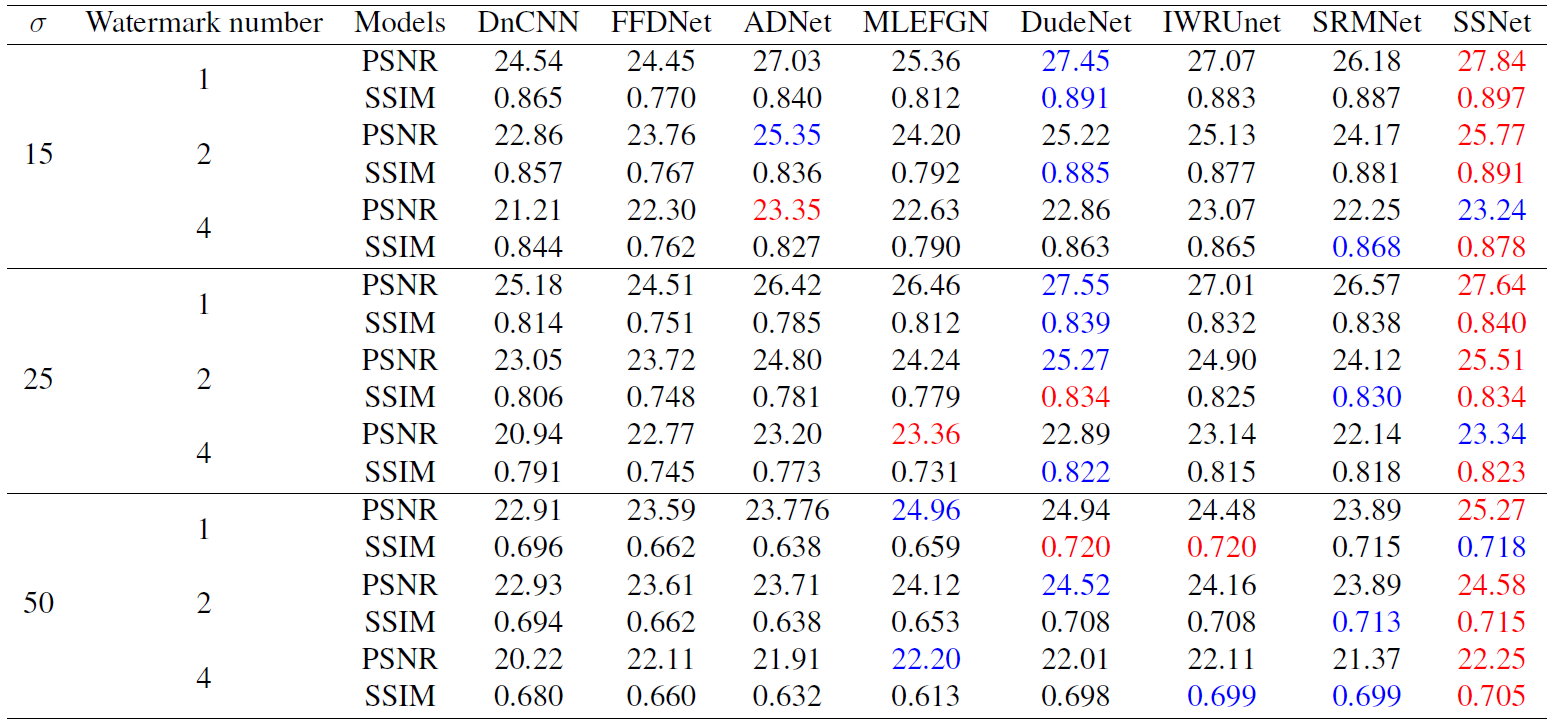 σ Watermark number Models DnCNN FFDNet ADNet MLEFGN DudeNet IWRUnet SRMNet SSNet
15 1 PSNR 24.54 24.45 27.03 25.36 27.45 27.07 26.18 27.84
SSIM 0.865 0.770 0.840 0.812 0.891 0.883 0.887 0.897
2 PSNR 22.86 23.76 25.35 24.20 25.22 25.13 24.17 25.77
SSIM 0.857 0.767 0.836 0.792 0.885 0.877 0.881 0.891
4 PSNR 21.21 22.30 23.35 22.63 22.86 23.07 22.25 23.24
SSIM 0.844 0.762 0.827 0.790 0.863 0.865 0.868 0.878
25 1 PSNR 25.18 24.51 26.42 26.46 27.55 27.01 26.57 27.64
SSIM 0.814 0.751 0.785 0.812 0.839 0.832 0.838 0.840
2 PSNR 23.05 23.72 24.80 24.24 25.27 24.90 24.12 25.51
SSIM 0.806 0.748 0.781 0.779 0.834 0.825 0.830 0.834
4 PSNR 20.94 22.77 23.20 23.36 22.89 23.14 22.14 23.34
SSIM 0.791 0.745 0.773 0.731 0.822 0.815 0.818 0.823
50 1 PSNR 22.91 23.59 23.776 24.96 24.94 24.48 23.89 25.27
SSIM 0.696 0.662 0.638 0.659 0.720 0.720 0.715 0.718
2 PSNR 22.93 23.61 23.71 24.12 24.52 24.16 23.89 24.58
SSIM 0.694 0.662 0.638 0.653 0.708 0.708 0.713 0.715
4 PSNR 20.22 22.11 21.91 22.20 22.01 22.11 21.37 22.25
SSIM 0.680 0.660 0.632 0.613 0.698 0.699 0.699 0.705